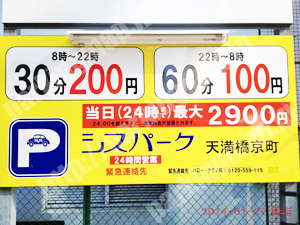 8時～22時
30分200円
22時～8時
60分100円
当日(24時迄)最大2900円
P
シスパーク 天満橋京町
24時間営業
緊急連絡先
0120-559-115